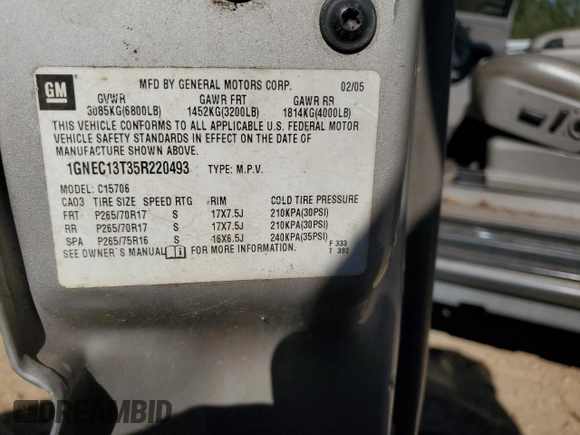 GM
MFD BY GENERAL MOTORS CORP. 02/05
GVWR GAWR FRT GAWR RR
3085KG(6800LB) 1452KG(3200LB) 1814KG(4000LB)
THIS VEHICLE CONFORMS TO ALL APPLICABLE U.S. FEDERAL MOTOR
VEHICLE SAFETY STANDARDS IN EFFECT ON THE DATE OF
MANUFACTURE SHOWN ABOVE.
1GNEC13T35R220493 TYPE: M.P.V.
MODEL: C15706
CA03 TIRE SIZE SPEED RTG RIM COLD TIRE PRESSURE
FRT P265/70R17 S 17X7.5J 210KPA(30PSI)
RR P265/70R17 S 17X7.5J 210KPA(30PSI)
SPA P265/75R16 S 16X6.5J 240KPA(35PSI)
SEE OWNER'S MANUAL FOR MORE INFORMATION. F 333
T 392
DREAMBID